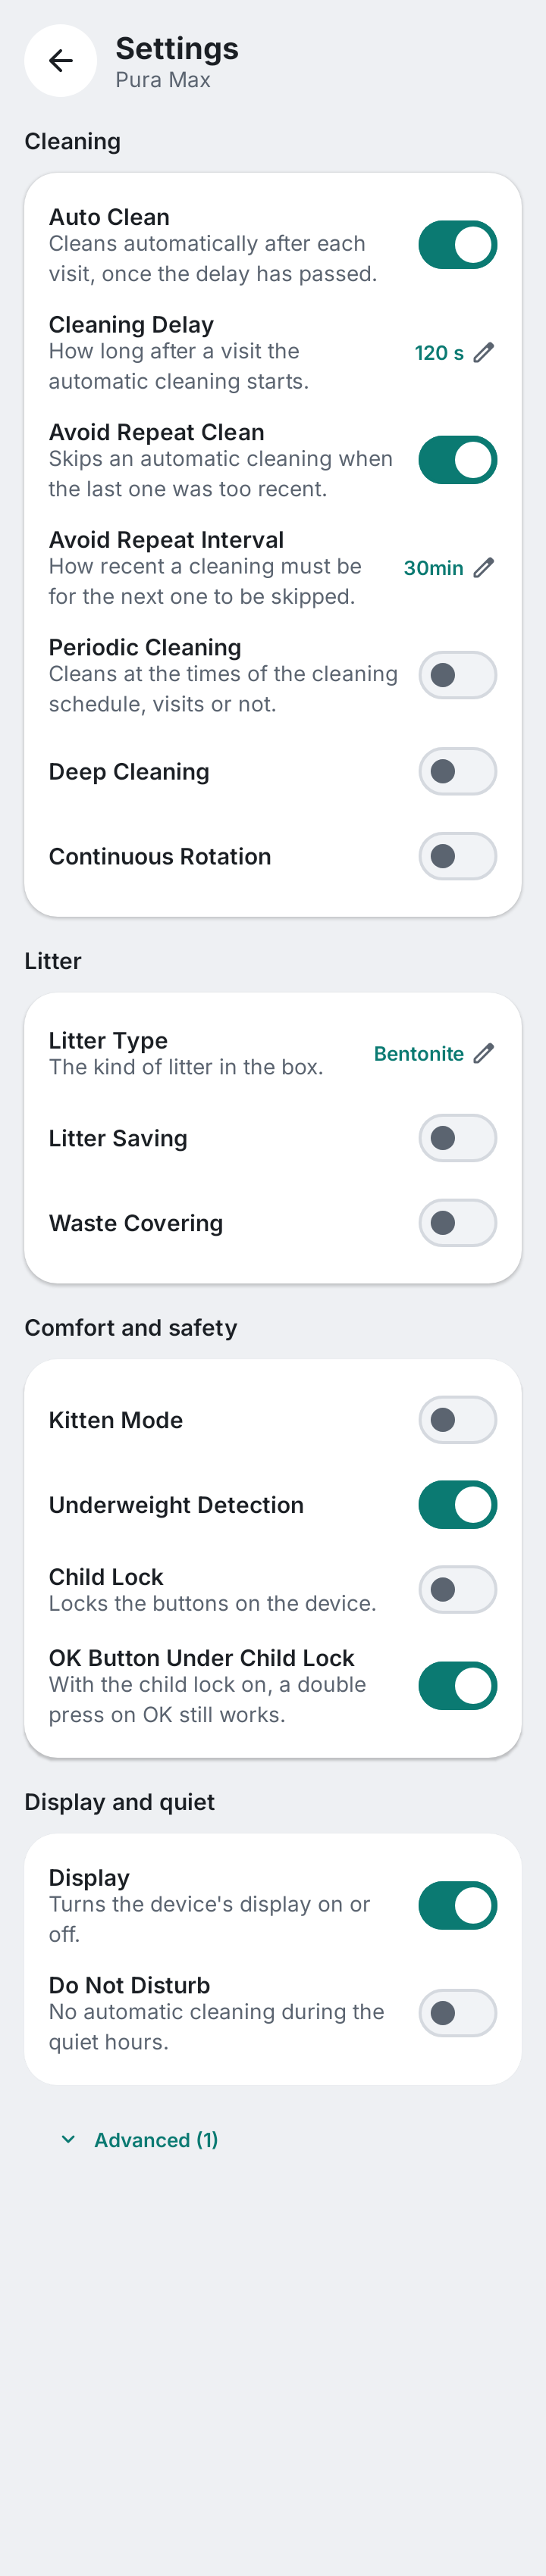 Settings
Pura Max
Cleaning
Auto Clean
Cleans automatically after each
visit, once the delay has passed.
Cleaning Delay
How long after a visit the
automatic cleaning starts.
120 s
Avoid Repeat Clean
Skips an automatic cleaning when
the last one was too recent.
Avoid Repeat Interval
How recent a cleaning must be
for the next one to be skipped.
30min
Periodic Cleaning
Cleans at the times of the cleaning
schedule, visits or not.
Deep Cleaning
Continuous Rotation
Litter
Litter Type
The kind of litter in the box.
Bentonite
Litter Saving
Waste Covering
Comfort and safety
Kitten Mode
Underweight Detection
Child Lock
Locks the buttons on the device.
OK Button Under Child Lock
With the child lock on, a double
press on OK still works.
Display and quiet
Display
Turns the device's display on or
off.
Do Not Disturb
No automatic cleaning during the
quiet hours.
Advanced (1)